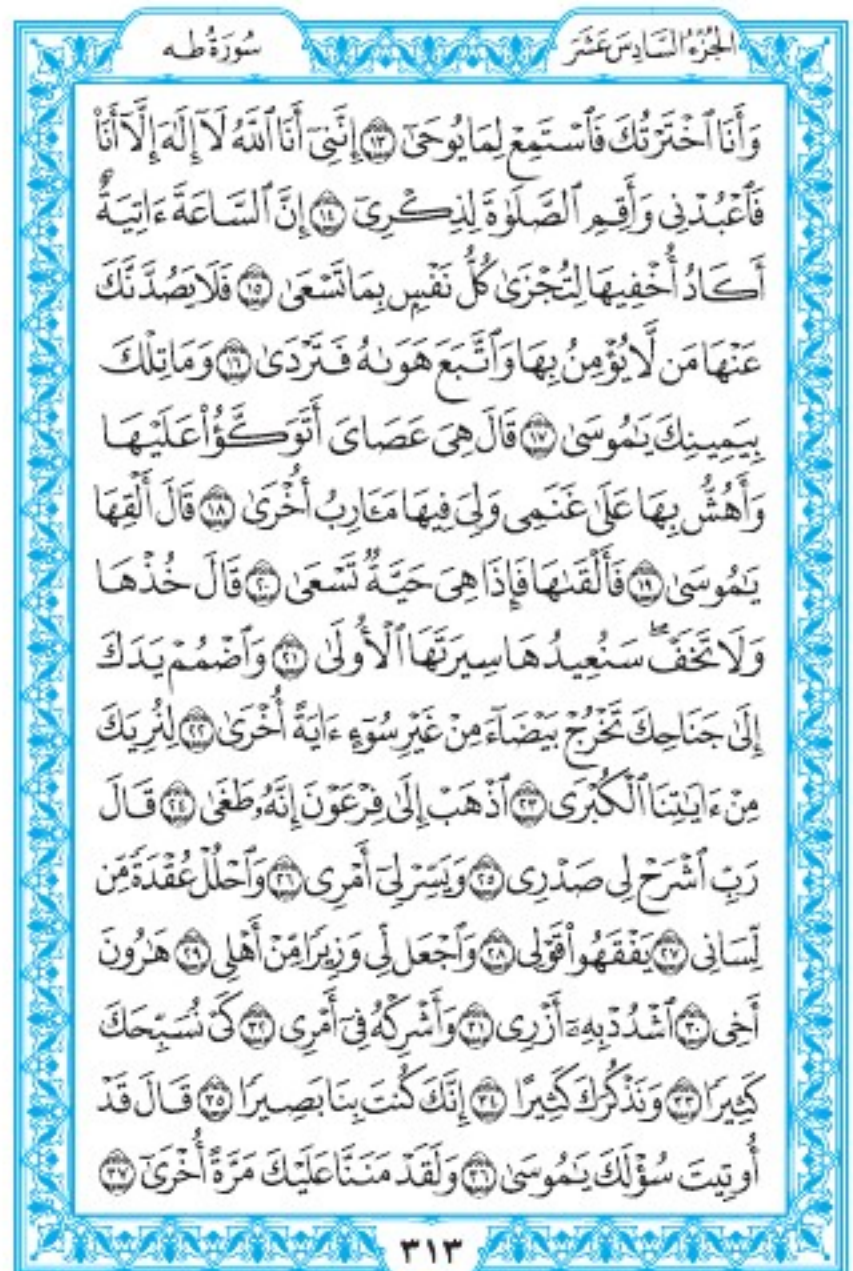 الجزء السادس عشر
سورة طه
وَأَنَا ٱخْتَرْتُكَ فَٱسْتَمِعْ لِمَا يُوحَىٰٓ ١٣ إِنَّنِىٓ أَنَا ٱللَّهُ لَآ إِلَٰهَ إِلَّآ أَنَا۠
فَٱعْبُدْنِى وَأَقِمِ ٱلصَّلَوٰةَ لِذِكْرِىٓ ١٤ إِنَّ ٱلسَّاعَةَ ءَاتِيَةٌ
أَكَادُ أُخْفِيهَا لِتُجْزَىٰ كُلُّ نَفْسٍۭ بِمَا تَسْعَىٰ ١٥ فَلَا يَصُدَّنَّكَ
عَنْهَا مَن لَّا يُؤْمِنُ بِهَا وَٱتَّبَعَ هَوَىٰهُ فَتَرْدَىٰ ١٦ وَمَا تِلْكَ
بِيَمِينِكَ يَٰمُوسَىٰ ١٧ قَالَ هِىَ عَصَاىَ أَتَوَكَّؤُا۟ عَلَيْهَا
وَأَهُشُّ بِهَا عَلَىٰ غَنَمِى وَلِىَ فِيهَا مَـَٔارِبُ أُخْرَىٰ ١٨ قَالَ أَلْقِهَا
يَٰمُوسَىٰ ١٩ فَأَلْقَىٰهَا فَإِذَا هِىَ حَيَّةٌ تَسْعَىٰ ٢٠ قَالَ خُذْهَا
وَلَا تَخَفْ ۖ سَنُعِيدُهَا سِيرَتَهَا ٱلْأُولَىٰ ٢١ وَٱضْمُمْ يَدَكَ
إِلَىٰ جَنَاحِكَ تَخْرُجْ بَيْضَآءَ مِنْ غَيْرِ سُوٓءٍ ءَايَةً أُخْرَىٰ ٢٢ لِنُرِيَكَ
مِنْ ءَايَٰتِنَا ٱلْكُبْرَى ٢٣ ٱذْهَبْ إِلَىٰ فِرْعَوْنَ إِنَّهُۥ طَغَىٰ ٢٤ قَالَ
رَبِّ ٱشْرَحْ لِى صَدْرِى ٢٥ وَيَسِّرْ لِىٓ أَمْرِى ٢٦ وَٱحْلُلْ عُقْدَةً مِّن
لِّسَانِى ٢٧ يَفْقَهُوا۟ قَوْلِى ٢٨ وَٱجْعَل لِّى وَزِيرًا مِّنْ أَهْلِى ٢٩ هَٰرُونَ
أَخِى ٣٠ ٱشْدُدْ بِهِۦٓ أَزْرِى ٣١ وَأَشْرِكْهُ فِىٓ أَمْرِى ٣٢ كَىْ نُسَبِّحَكَ
كَثِيرًا ٣٣ وَنَذْكُرَكَ كَثِيرًا ٣٤ إِنَّكَ كُنتَ بِنَا بَصِيرًا ٣٥ قَالَ قَدْ
أُوتِيتَ سُؤْلَكَ يَٰمُوسَىٰ ٣٦ وَلَقَدْ مَنَنَّا عَلَيْكَ مَرَّةً أُخْرَىٰٓ ٣٧
٣١٣